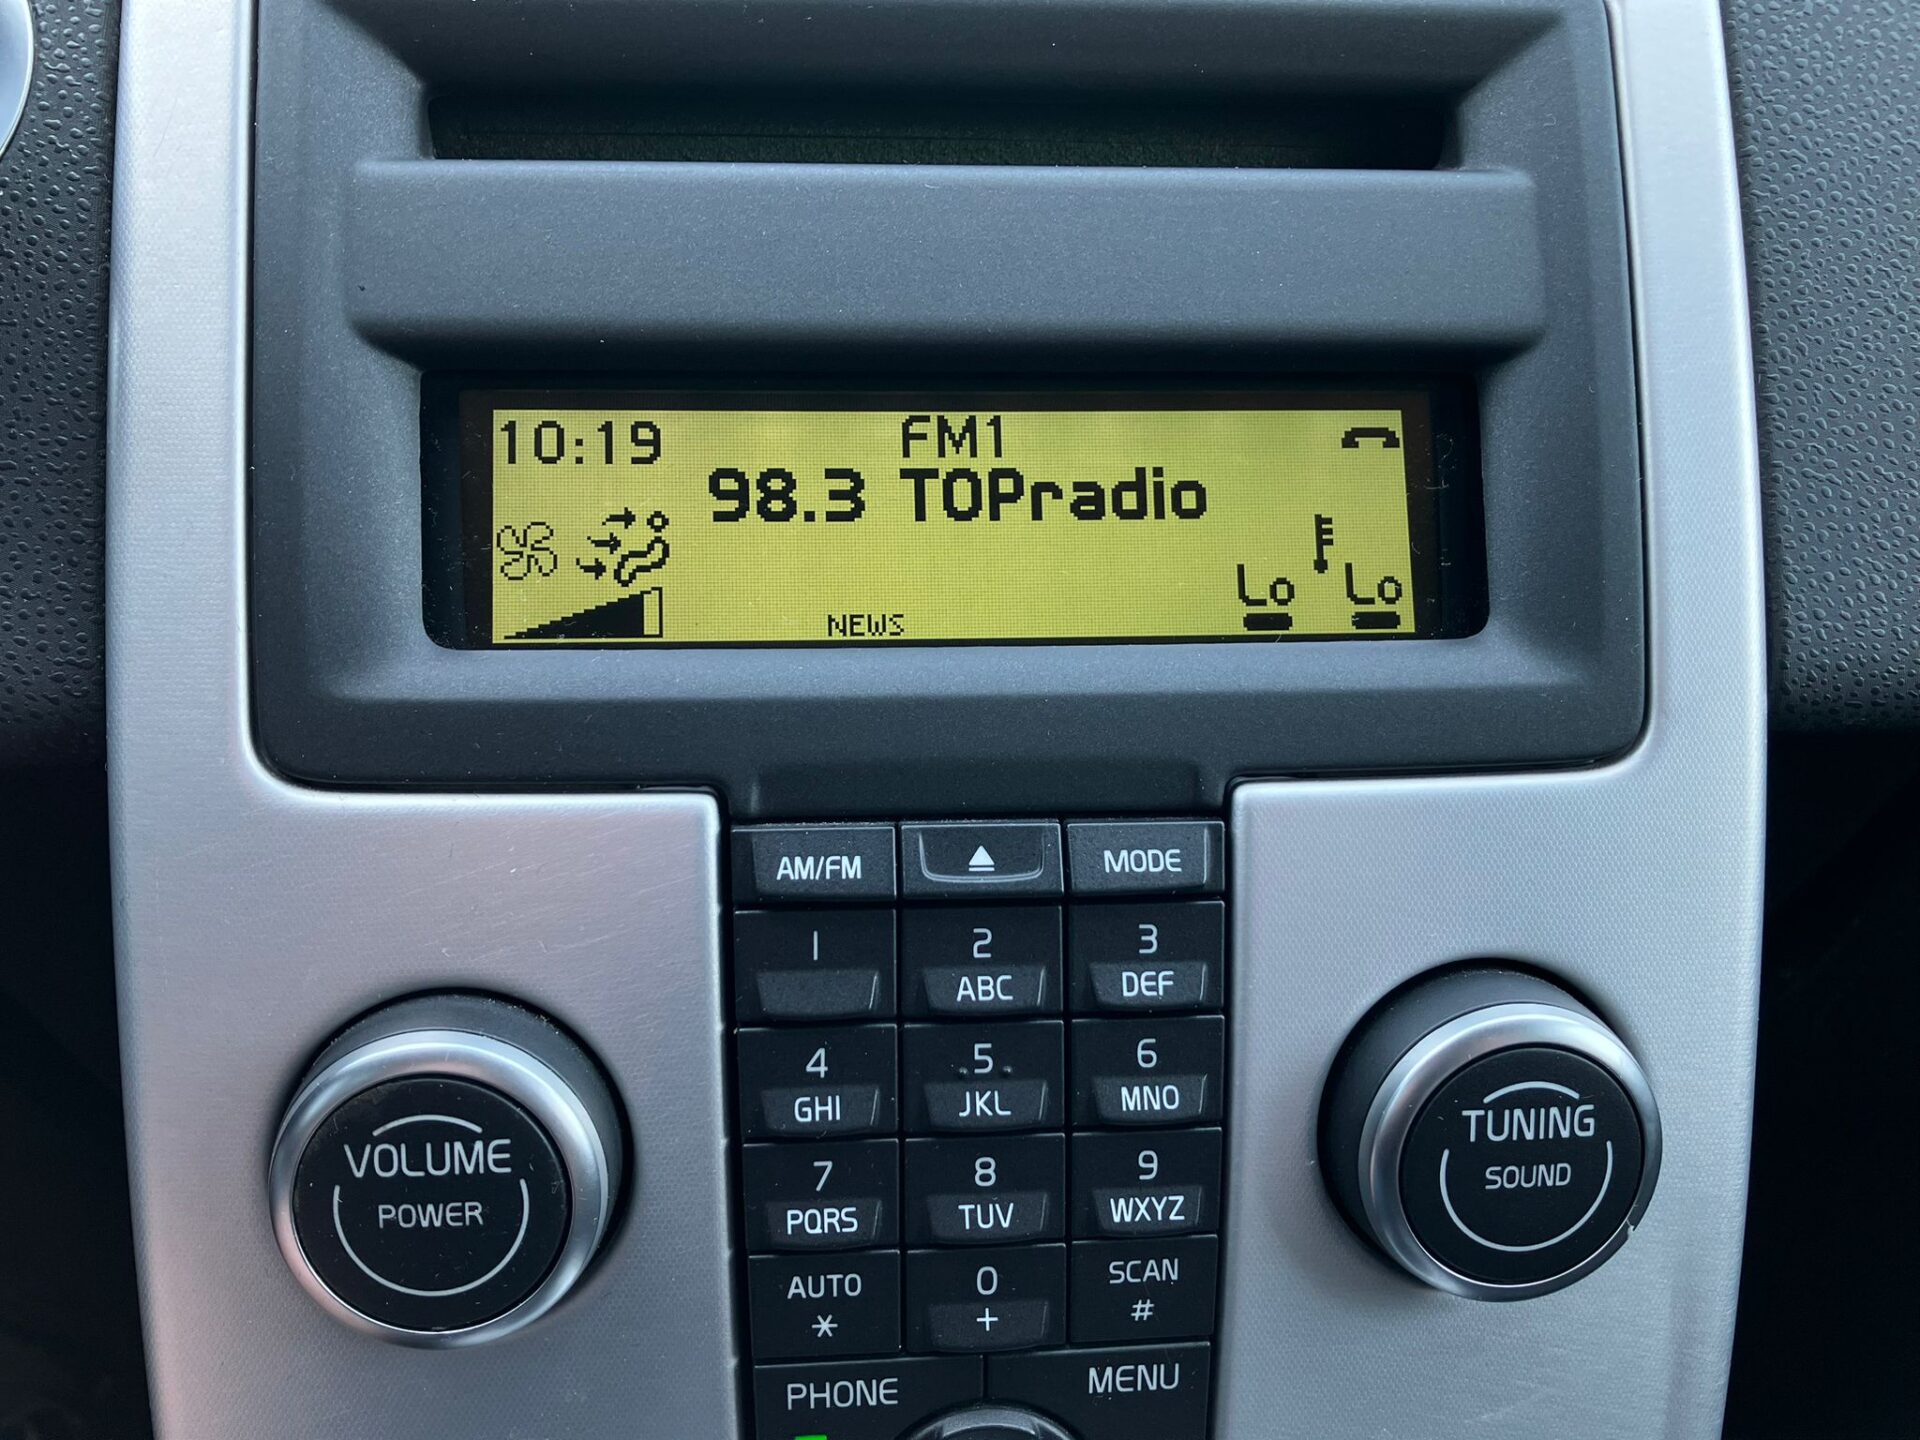 10:19 FM1
98.3 TOPradio
Lo Lo
NEWS
AM/FM MODE
1 2 3
ABC DEF
4 5 6
GHI JKL MNO
7 8 9
PQRS TUV WXYZ
AUTO 0 SCAN
* + #
PHONE MENU
VOLUME
POWER
TUNING
SOUND